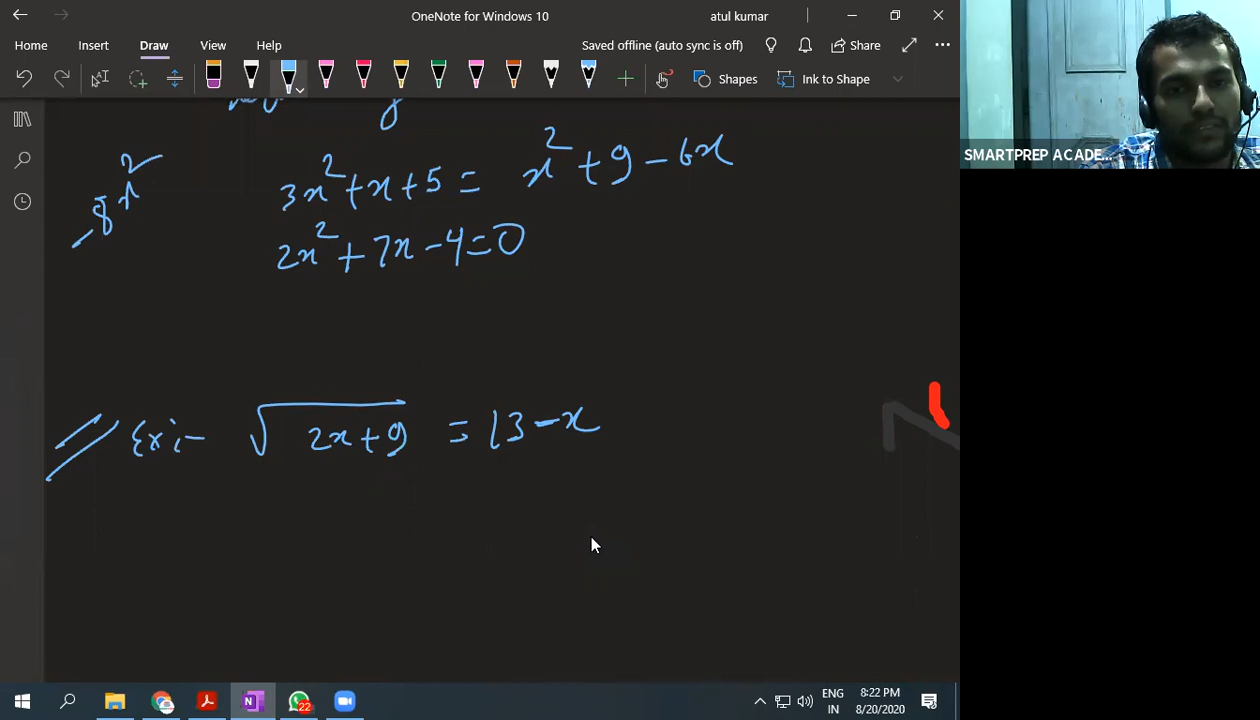 OneNote for Windows 10
atul kumar
Home Insert Draw View Help
Saved offline (auto sync is off)
Share
Shapes
Ink to Shape
SMARTPREP ACADE...
3x² + x + 5 = x² + 9 - 6x
2x² + 7x - 4 = 0
Ex:- √2x+9 = 13-x
N
22
ENG
IN
8:22 PM
8/20/2020